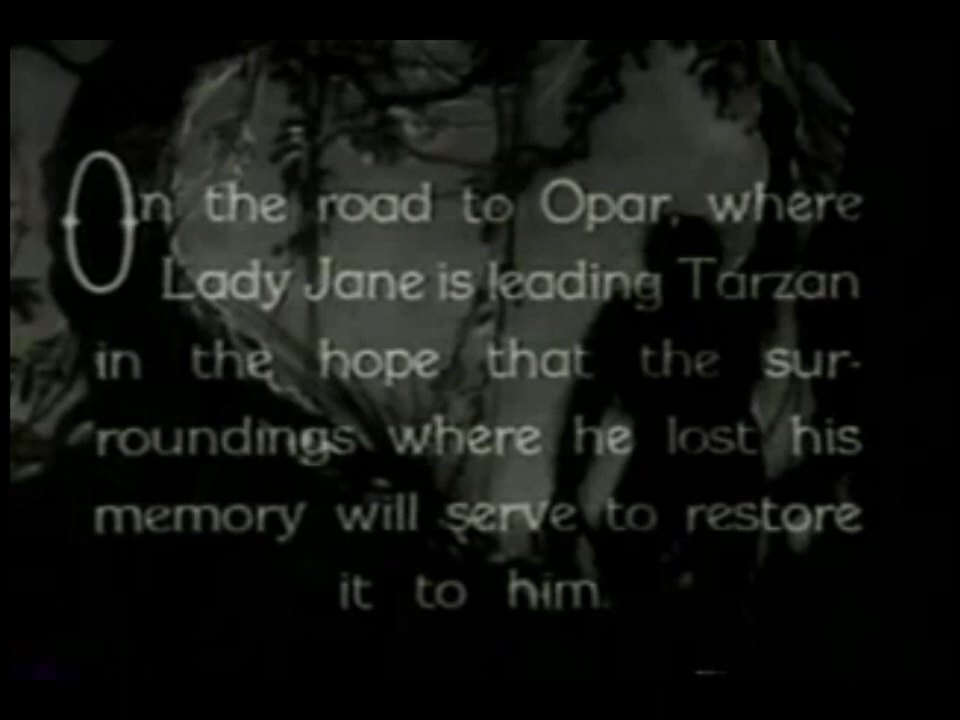 On the road to Opar, where
Lady Jane is leading Tarzan
in the hope that the sur-
roundings where he lost his
memory will serve to restore
it to him.